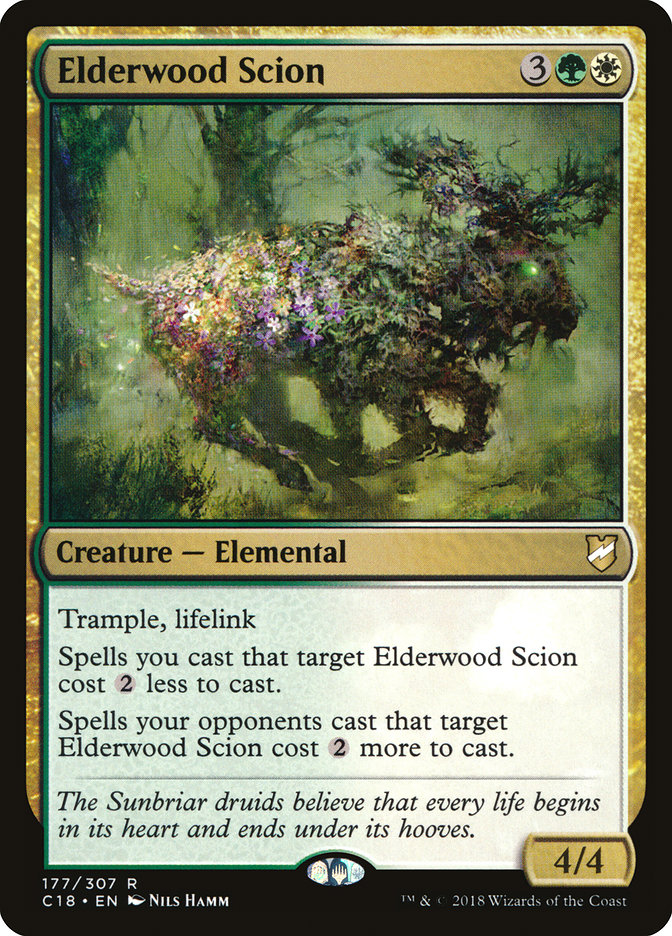 Elderwood Scion 3
Creature — Elemental
Trample, lifelink
Spells you cast that target Elderwood Scion
cost 2 less to cast.
Spells your opponents cast that target
Elderwood Scion cost 2 more to cast.
The Sunbriar druids believe that every life begins
in its heart and ends under its hooves.
4/4
177/307 R
C18 • EN Nils Hamm
™ & © 2018 Wizards of the Coast